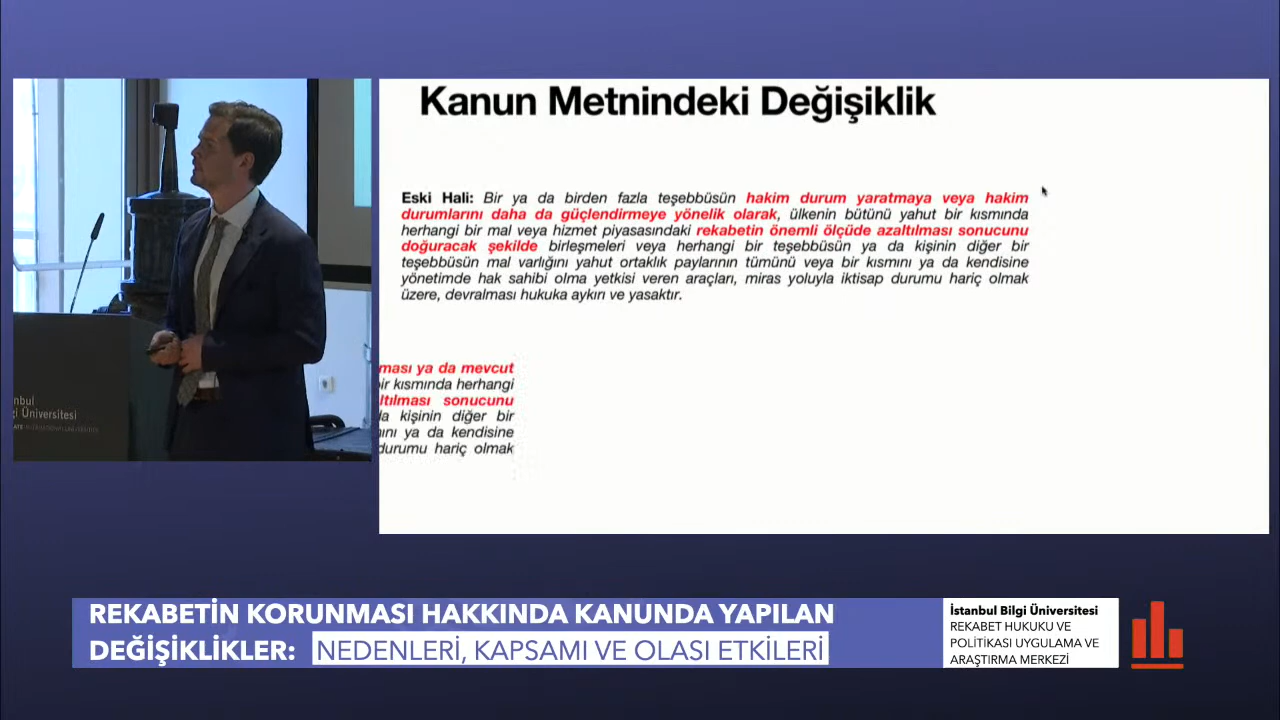 Kanun Metnindeki Değişiklik
Eski Hali: Bir ya da birden fazla teşebbüsün hakim durum yaratmaya veya hakim
durumlarını daha da güçlendirmeye yönelik olarak, ülkenin bütünü yahut bir kısmında
herhangi bir mal veya hizmet piyasasındaki rekabetin önemli ölçüde azaltılması sonucunu
doğuracak şekilde birleşmeleri veya herhangi bir teşebbüsün ya da kişinin diğer bir
teşebbüsün mal varlığını yahut ortaklık paylarının tümünü veya bir kısmını ya da kendisine
yönetimde hak sahibi olma yetkisi veren araçları, miras yoluyla iktisap durumu hariç olmak
üzere, devralması hukuka aykırı ve yasaktır.
ması ya da mevcut
bir kısmında herhangi
ltılması sonucunu
da kişinin diğer bir
ını ya da kendisine
durumu hariç olmak
anbul
gi Üniversitesi
REKABETİN KORUNMASI HAKKINDA KANUNDA YAPILAN
DEĞİŞİKLİKLER: NEDENLERİ, KAPSAMI VE OLASI ETKİLERİ
İstanbul Bilgi Üniversitesi
REKABET HUKUKU VE
POLİTİKASI UYGULAMA VE
ARAŞTIRMA MERKEZİ